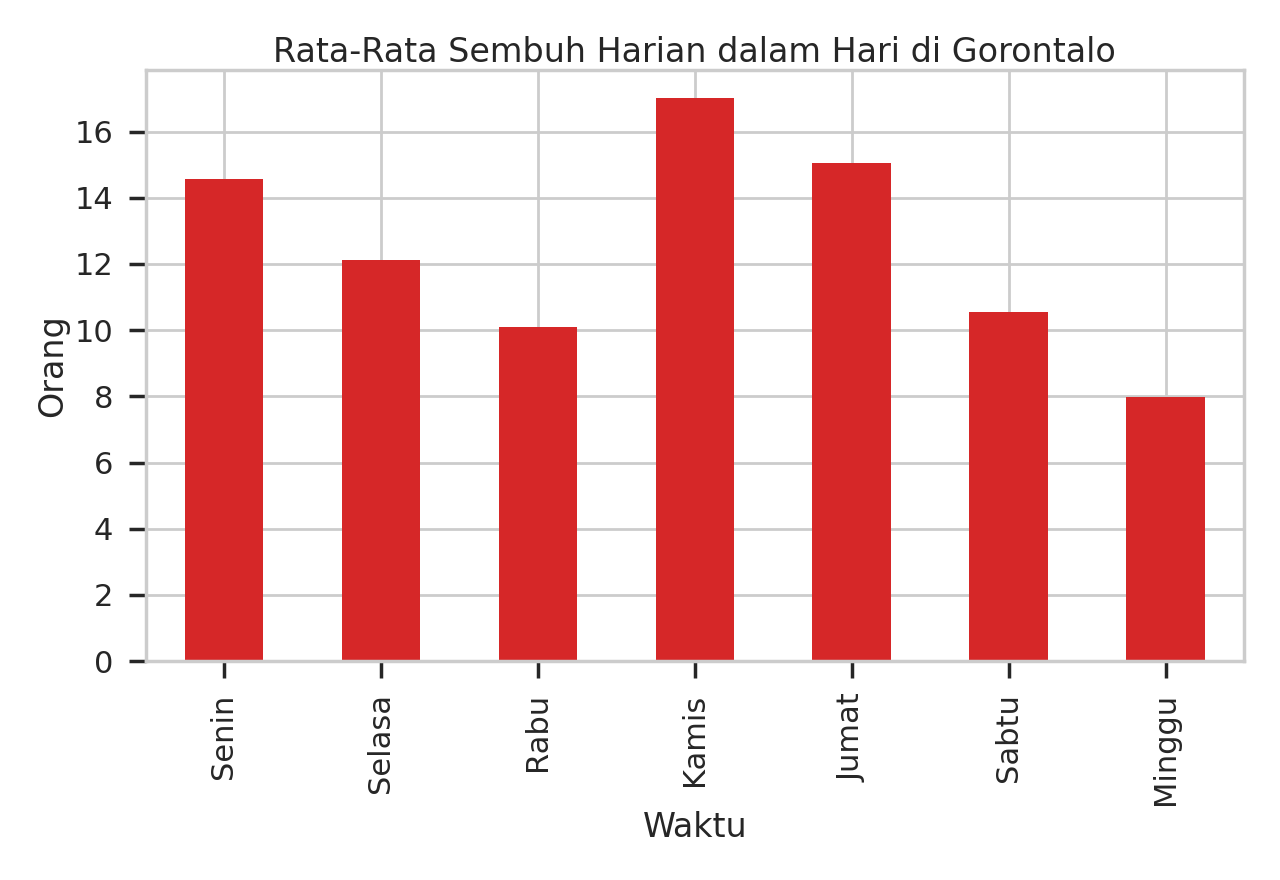 Rata-Rata Sembuh Harian dalam Hari di Gorontalo
Orang
16
14
12
10
8
6
4
2
0
Senin
Selasa
Rabu
Kamis
Jumat
Sabtu
Minggu
Waktu